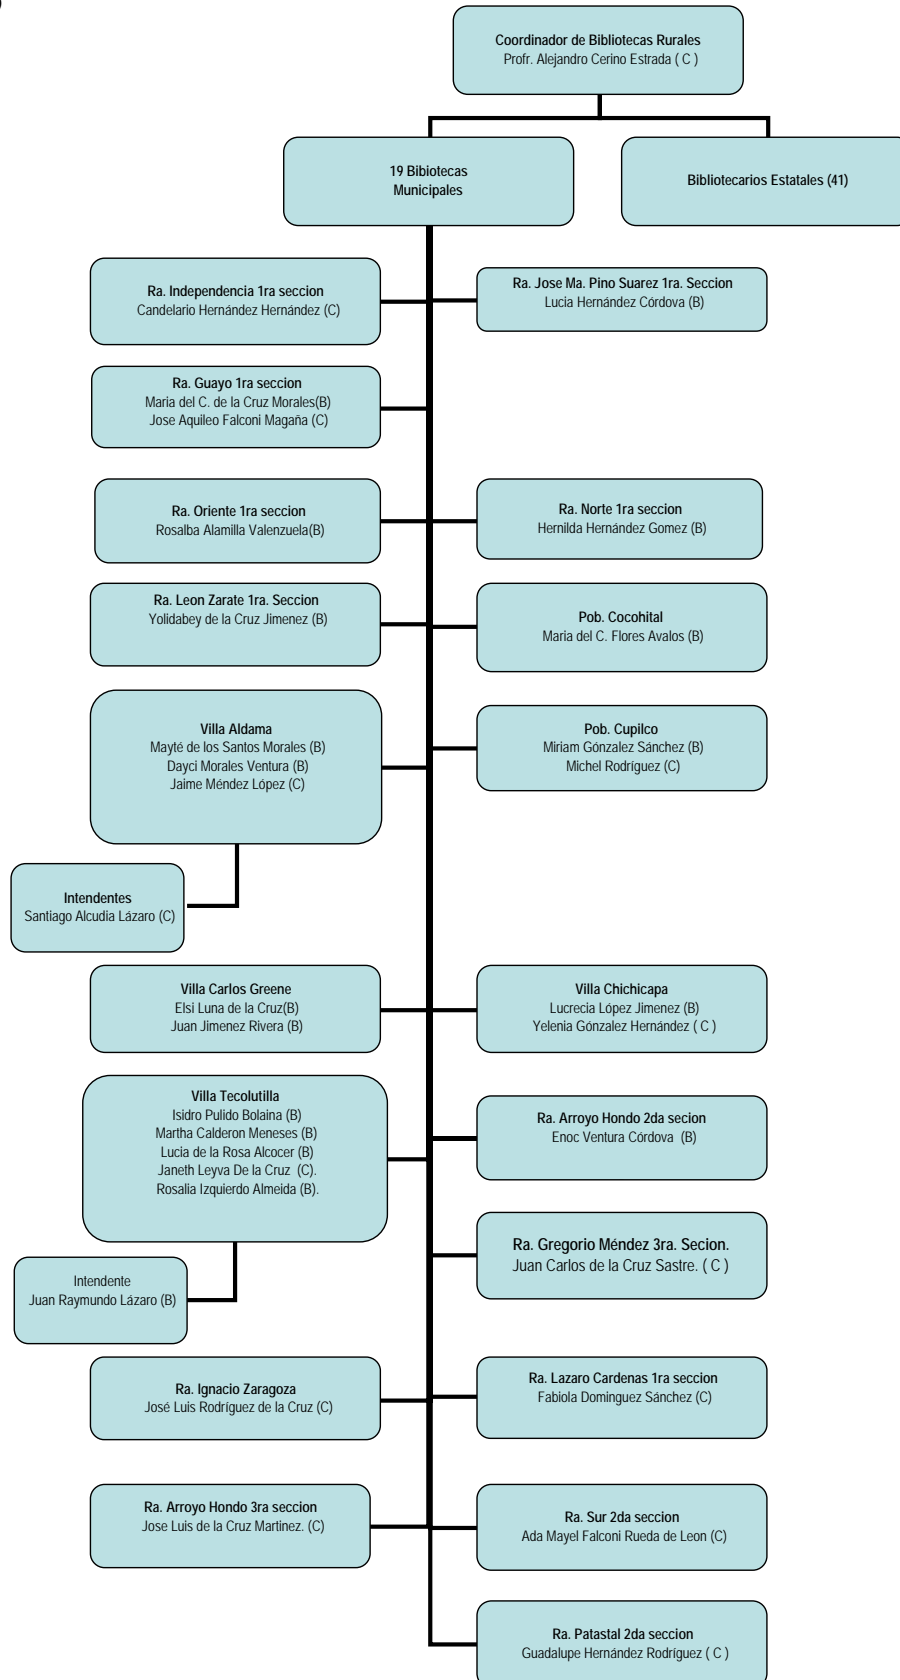 )
Coordinador de Bibliotecas Rurales
Profr. Alejandro Cerino Estrada ( C )
19 Bibiotecas
Municipales
Bibliotecarios Estatales (41)
Ra. Independencia 1ra seccion
Candelario Hernández Hernández (C)
Ra. Jose Ma. Pino Suarez 1ra. Seccion
Lucia Hernández Córdova (B)
Ra. Guayo 1ra seccion
Maria del C. de la Cruz Morales(B)
Jose Aquileo Falconi Magaña (C)
Ra. Oriente 1ra seccion
Rosalba Alamilla Valenzuela(B)
Ra. Norte 1ra seccion
Hernilda Hernández Gomez (B)
Ra. Leon Zarate 1ra. Seccion
Yolidabey de la Cruz Jimenez (B)
Pob. Cocohital
Maria del C. Flores Avalos (B)
Villa Aldama
Mayté de los Santos Morales (B)
Dayci Morales Ventura (B)
Jaime Méndez López (C)
Pob. Cupilco
Miriam Gónzalez Sánchez (B)
Michel Rodríguez (C)
Intendentes
Santiago Alcudia Lázaro (C)
Villa Carlos Greene
Elsi Luna de la Cruz(B)
Juan Jimenez Rivera (B)
Villa Chichicapa
Lucrecia López Jimenez (B)
Yelenia Gónzalez Hernández ( C )
Villa Tecolutilla
Isidro Pulido Bolaina (B)
Martha Calderon Meneses (B)
Lucia de la Rosa Alcocer (B)
Janeth Leyva De la Cruz (C).
Rosalia Izquierdo Almeida (B).
Ra. Arroyo Hondo 2da secion
Enoc Ventura Córdova (B)
Ra. Gregorio Méndez 3ra. Secion.
Juan Carlos de la Cruz Sastre. ( C )
Intendente
Juan Raymundo Lázaro (B)
Ra. Ignacio Zaragoza
José Luis Rodríguez de la Cruz (C)
Ra. Lazaro Cardenas 1ra seccion
Fabiola Dominguez Sánchez (C)
Ra. Arroyo Hondo 3ra seccion
Jose Luis de la Cruz Martinez. (C)
Ra. Sur 2da seccion
Ada Mayel Falconi Rueda de Leon (C)
Ra. Patastal 2da seccion
Guadalupe Hernández Rodríguez ( C )